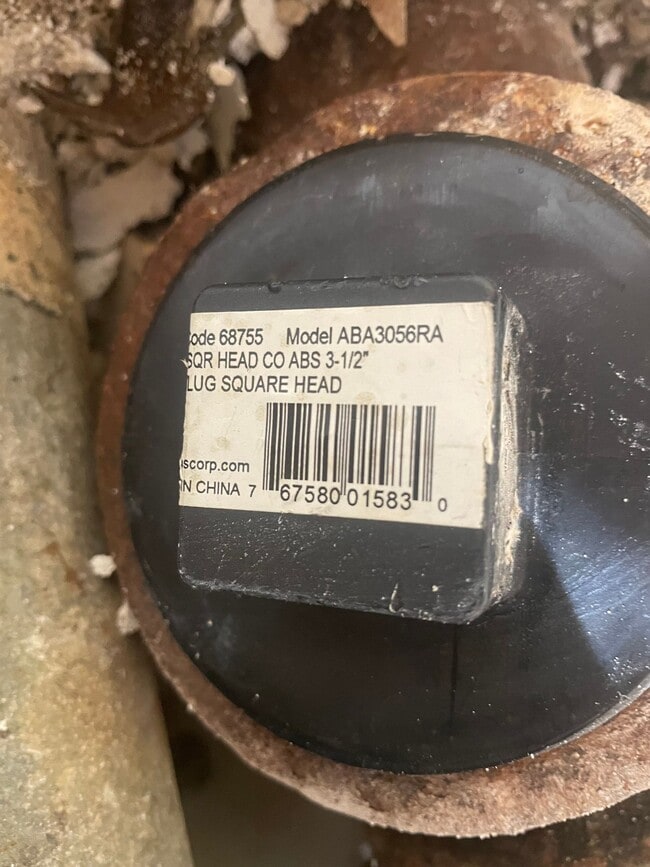 ode 68755 Model ABA3056RA
SQR HEAD CO ABS 3-1/2"
LUG SQUARE HEAD
scorp.com
N CHINA 7 67580 01583 0